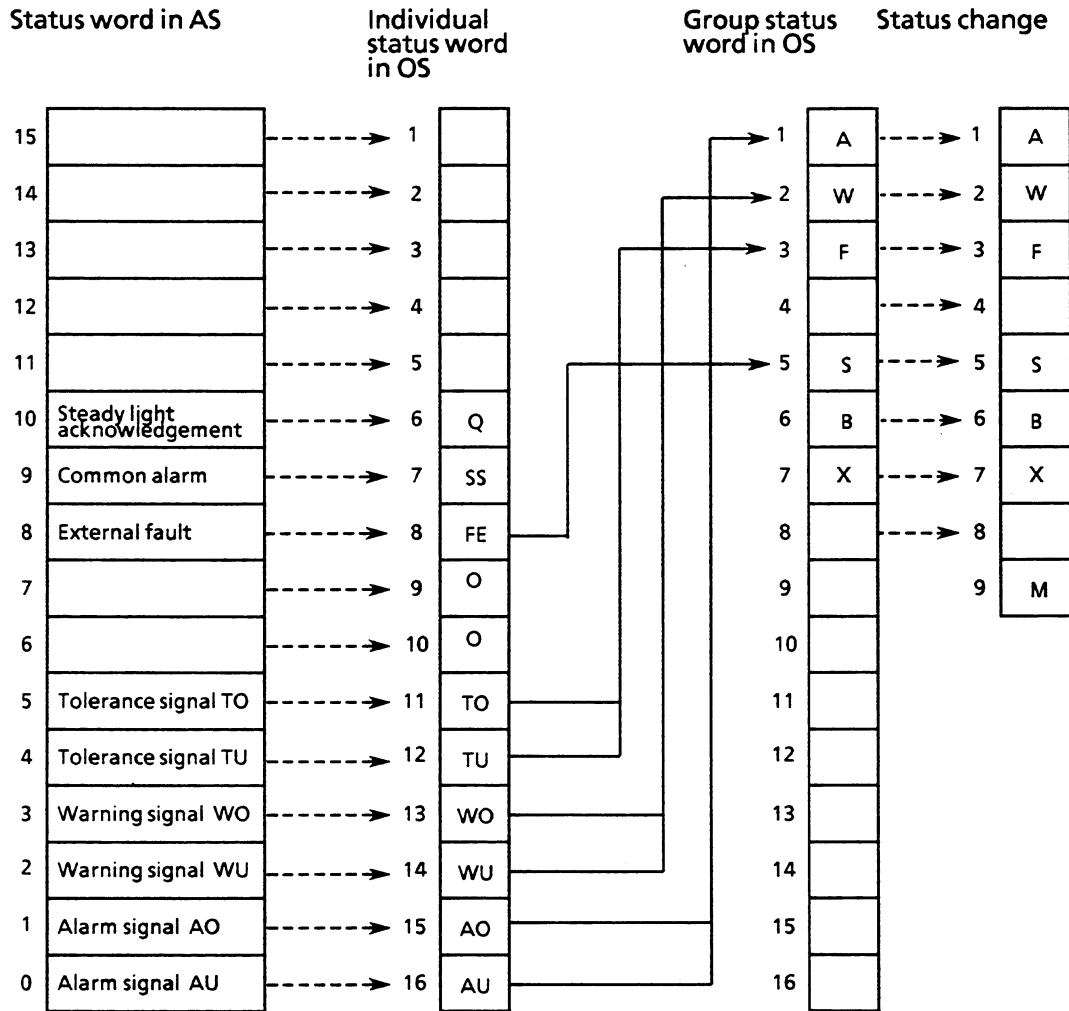 Status word in AS
Individual
status word
in OS
Group status
word in OS
Status change
15 1 1 A 1 A
14 2 2 W 2 W
13 3 3 F 3 F
12 4 4 4
11 5 5 S 5 S
10 Steady light
acknowledgement 6 Q 6 B 6 B
9 Common alarm 7 SS 7 X 7 X
8 External fault 8 FE 8 8
7 9 O 9 9 M
6 10 O 10
5 Tolerance signal TO 11 TO 11
4 Tolerance signal TU 12 TU 12
3 Warning signal WO 13 WO 13
2 Warning signal WU 14 WU 14
1 Alarm signal AO 15 AO 15
0 Alarm signal AU 16 AU 16